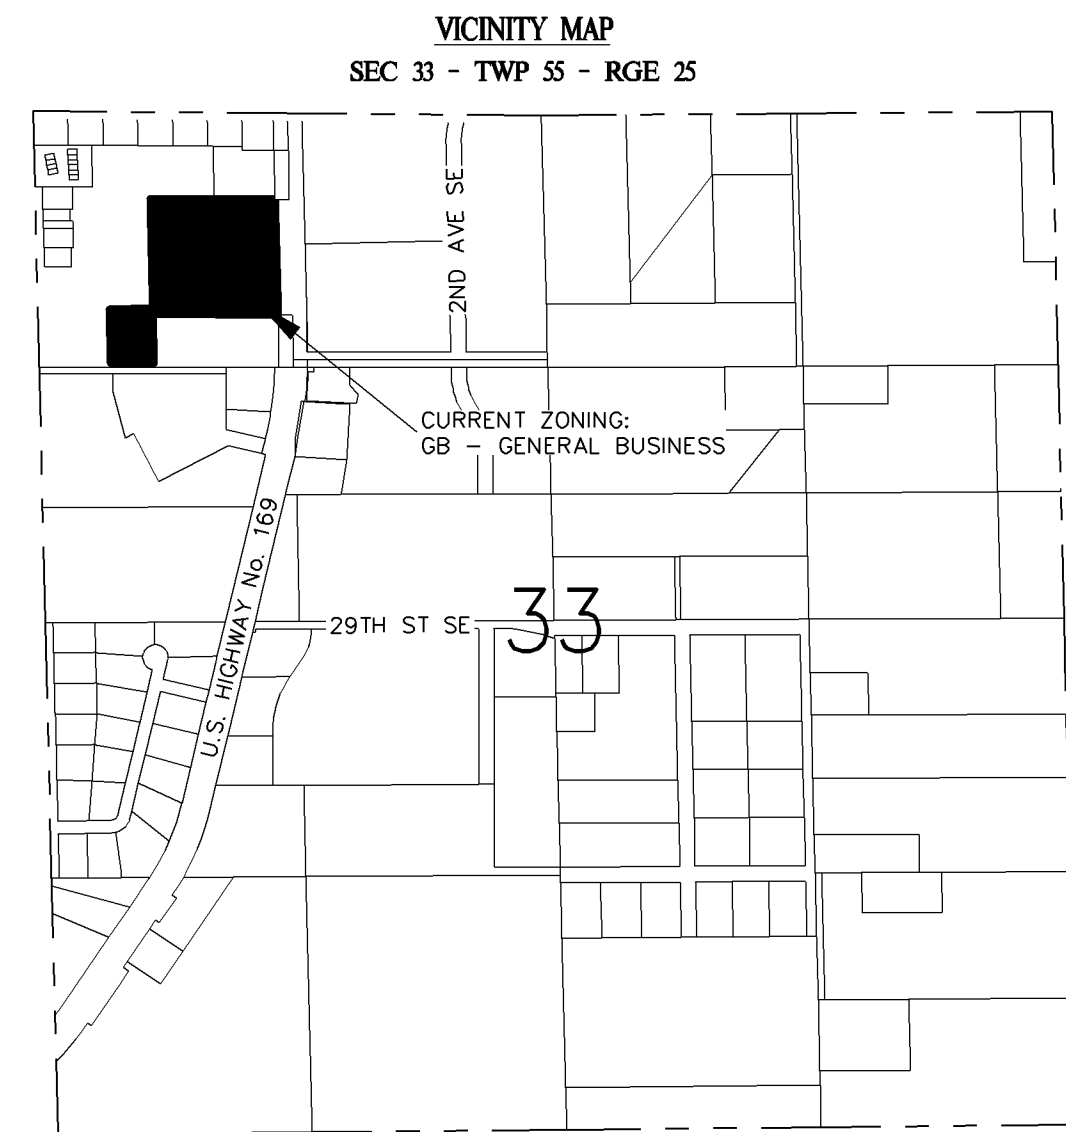 VICINITY MAP
SEC 33 - TWP 55 - RGE 25
2ND AVE SE
CURRENT ZONING:
GB - GENERAL BUSINESS
U.S. HIGHWAY No. 169
29TH ST SE
33